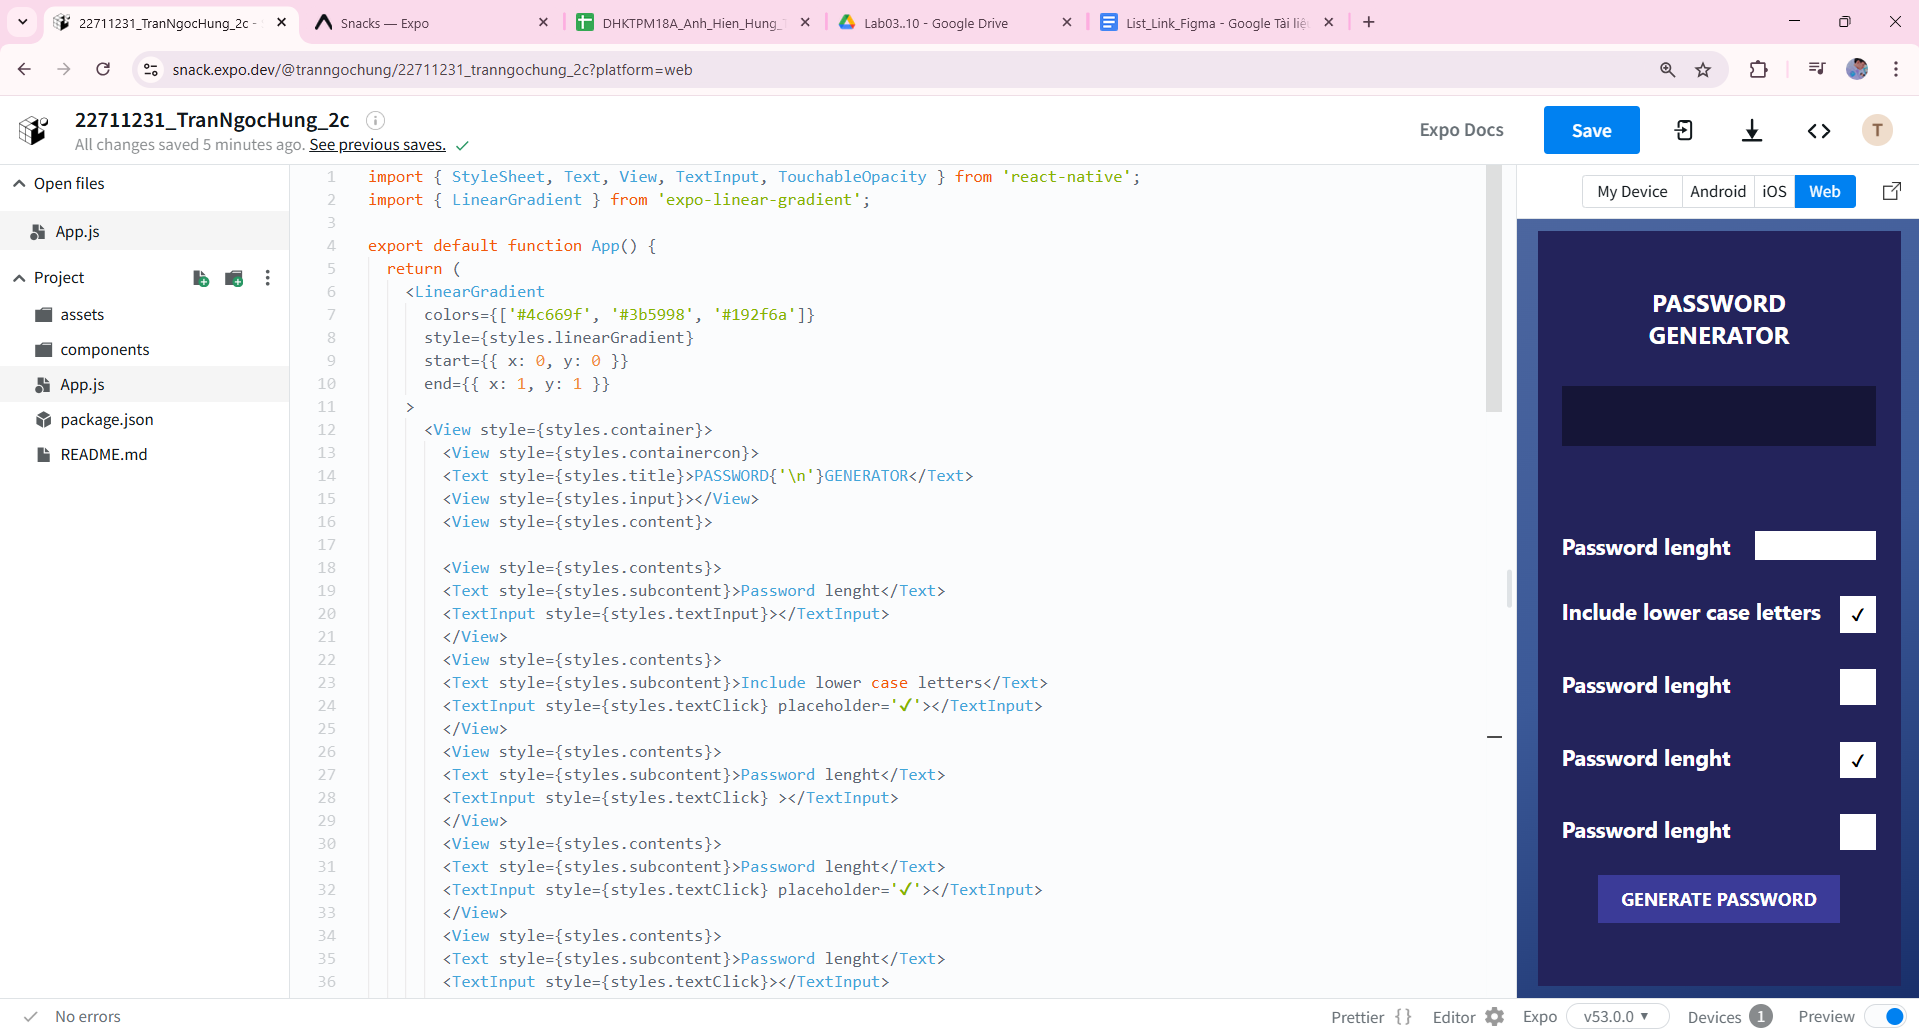 22711231_TranNgocHung_2c - S
Snacks — Expo
DHKTPM18A_Anh_Hien_Hung_T
Lab03..10 - Google Drive
List_Link_Figma - Google Tài liệu
snack.expo.dev/@tranngochung/22711231_tranngochung_2c?platform=web
22711231_TranNgocHung_2c
All changes saved 5 minutes ago. See previous saves.
Expo Docs
Save
T
Open files
App.js
Project
assets
components
App.js
package.json
README.md
1 import { StyleSheet, Text, View, TextInput, TouchableOpacity } from 'react-native';
2 import { LinearGradient } from 'expo-linear-gradient';
3
4 export default function App() {
5 return (
6 <LinearGradient
7 colors={['#4c669f', '#3b5998', '#192f6a']}
8 style={styles.linearGradient}
9 start={{ x: 0, y: 0 }}
10 end={{ x: 1, y: 1 }}
11 >
12 <View style={styles.container}>
13 <View style={styles.containercon}>
14 <Text style={styles.title}>PASSWORD{'\n'}GENERATOR</Text>
15 <View style={styles.input}></View>
16 <View style={styles.content}>
17
18 <View style={styles.contents}>
19 <Text style={styles.subcontent}>Password lenght</Text>
20 <TextInput style={styles.textInput}></TextInput>
21 </View>
22 <View style={styles.contents}>
23 <Text style={styles.subcontent}>Include lower case letters</Text>
24 <TextInput style={styles.textClick} placeholder='✓'></TextInput>
25 </View>
26 <View style={styles.contents}>
27 <Text style={styles.subcontent}>Password lenght</Text>
28 <TextInput style={styles.textClick} ></TextInput>
29 </View>
30 <View style={styles.contents}>
31 <Text style={styles.subcontent}>Password lenght</Text>
32 <TextInput style={styles.textClick} placeholder='✓'></TextInput>
33 </View>
34 <View style={styles.contents}>
35 <Text style={styles.subcontent}>Password lenght</Text>
36 <TextInput style={styles.textClick}></TextInput>
My Device
Android
iOS
Web
PASSWORD
GENERATOR
Password lenght
Include lower case letters ✓
Password lenght
Password lenght ✓
Password lenght
GENERATE PASSWORD
No errors
Prettier {}
Editor
Expo v53.0.0
Devices 1
Preview